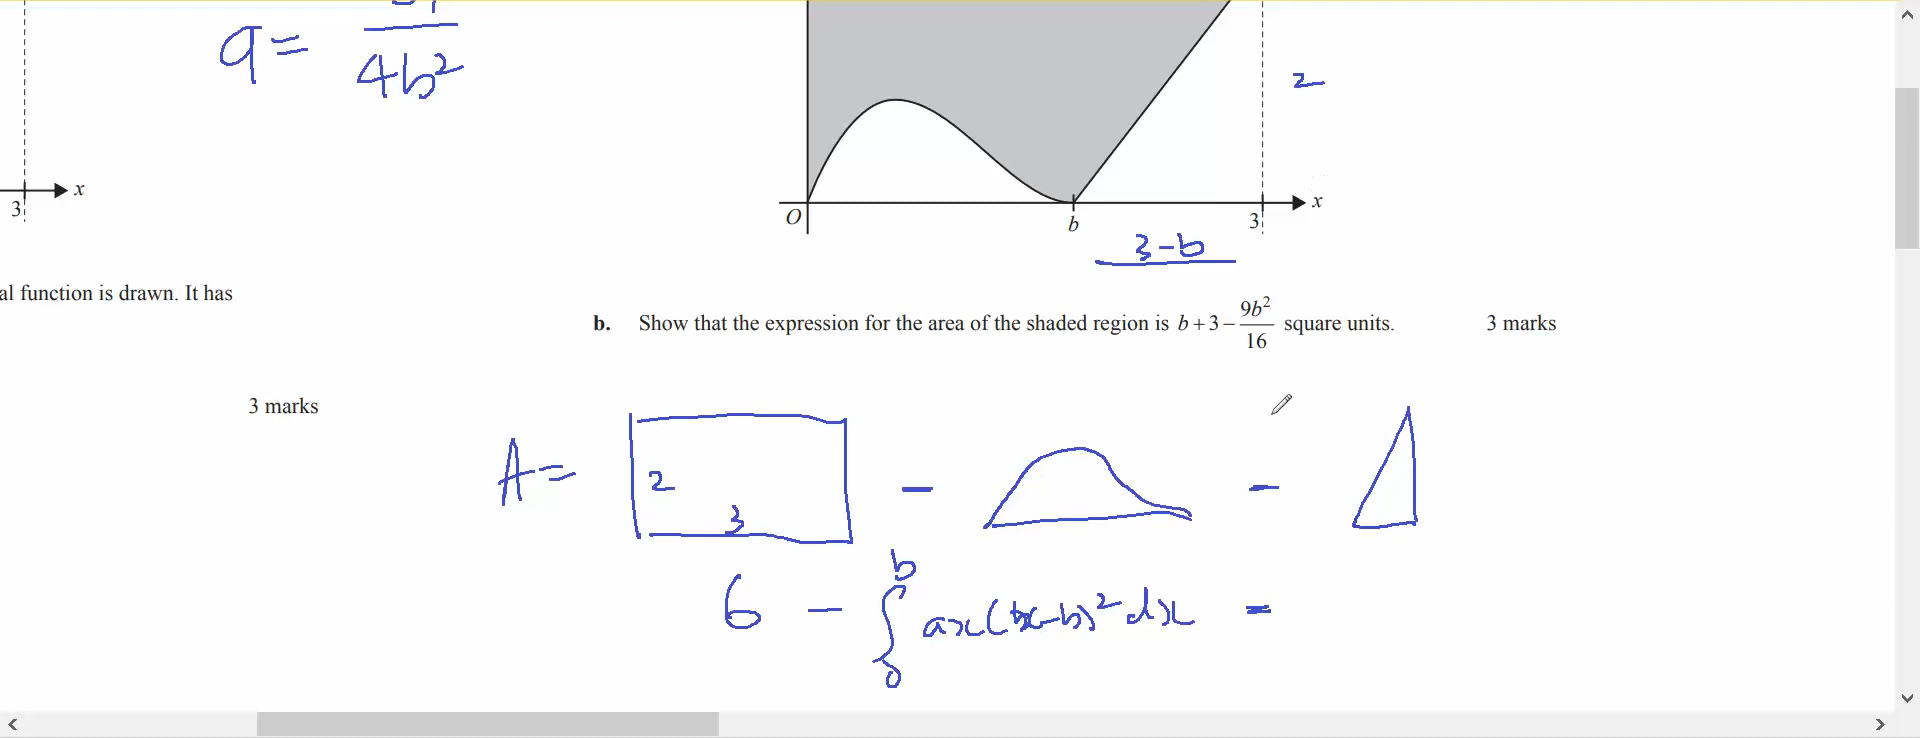 a =
4b²
2
x
3
O
b
3
x
3-b
al function is drawn. It has
b. Show that the expression for the area of the shaded region is b+3−9b²/16 square units. 3 marks
3 marks
A = 2 3 − −
6 − ∫₀ᵇ ax(x-b)² dx =